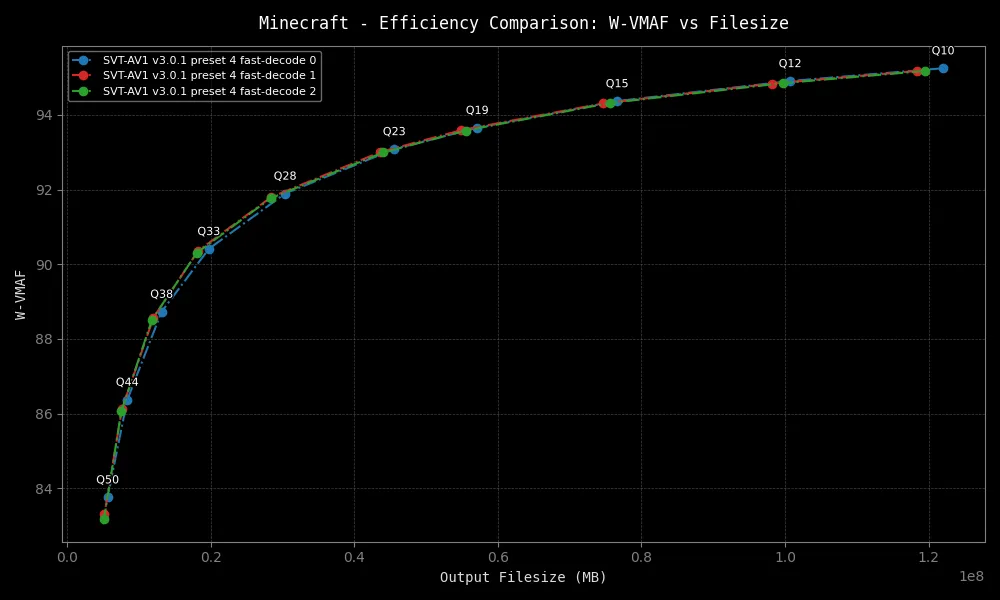 Minecraft - Efficiency Comparison: W-VMAF vs Filesize
SVT-AV1 v3.0.1 preset 4 fast-decode 0
SVT-AV1 v3.0.1 preset 4 fast-decode 1
SVT-AV1 v3.0.1 preset 4 fast-decode 2
Q10
Q12
Q15
Q19
Q23
Q28
Q33
Q38
Q44
Q50
94
92
90
88
86
84
W-VMAF
0.0
0.2
0.4
0.6
0.8
1.0
1.2
1e8
Output Filesize (MB)